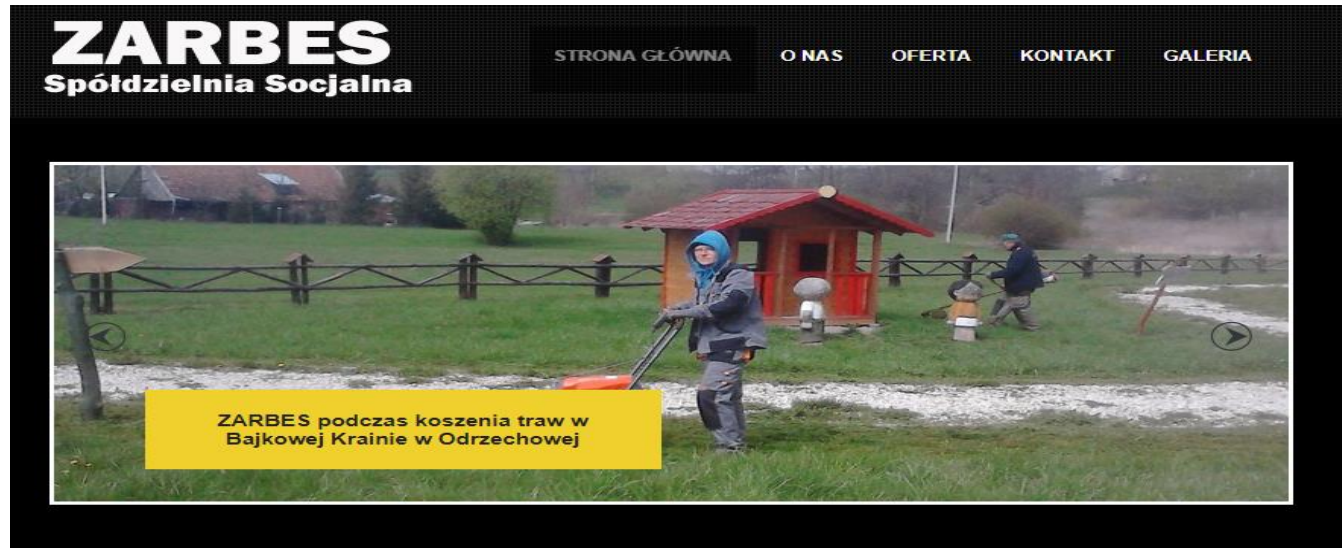 ZARBES
Spółdzielnia Socjalna
STRONA GŁÓWNA O NAS OFERTA KONTAKT GALERIA
ZARBES podczas koszenia traw w
Bajkowej Krainie w Odrzechowej